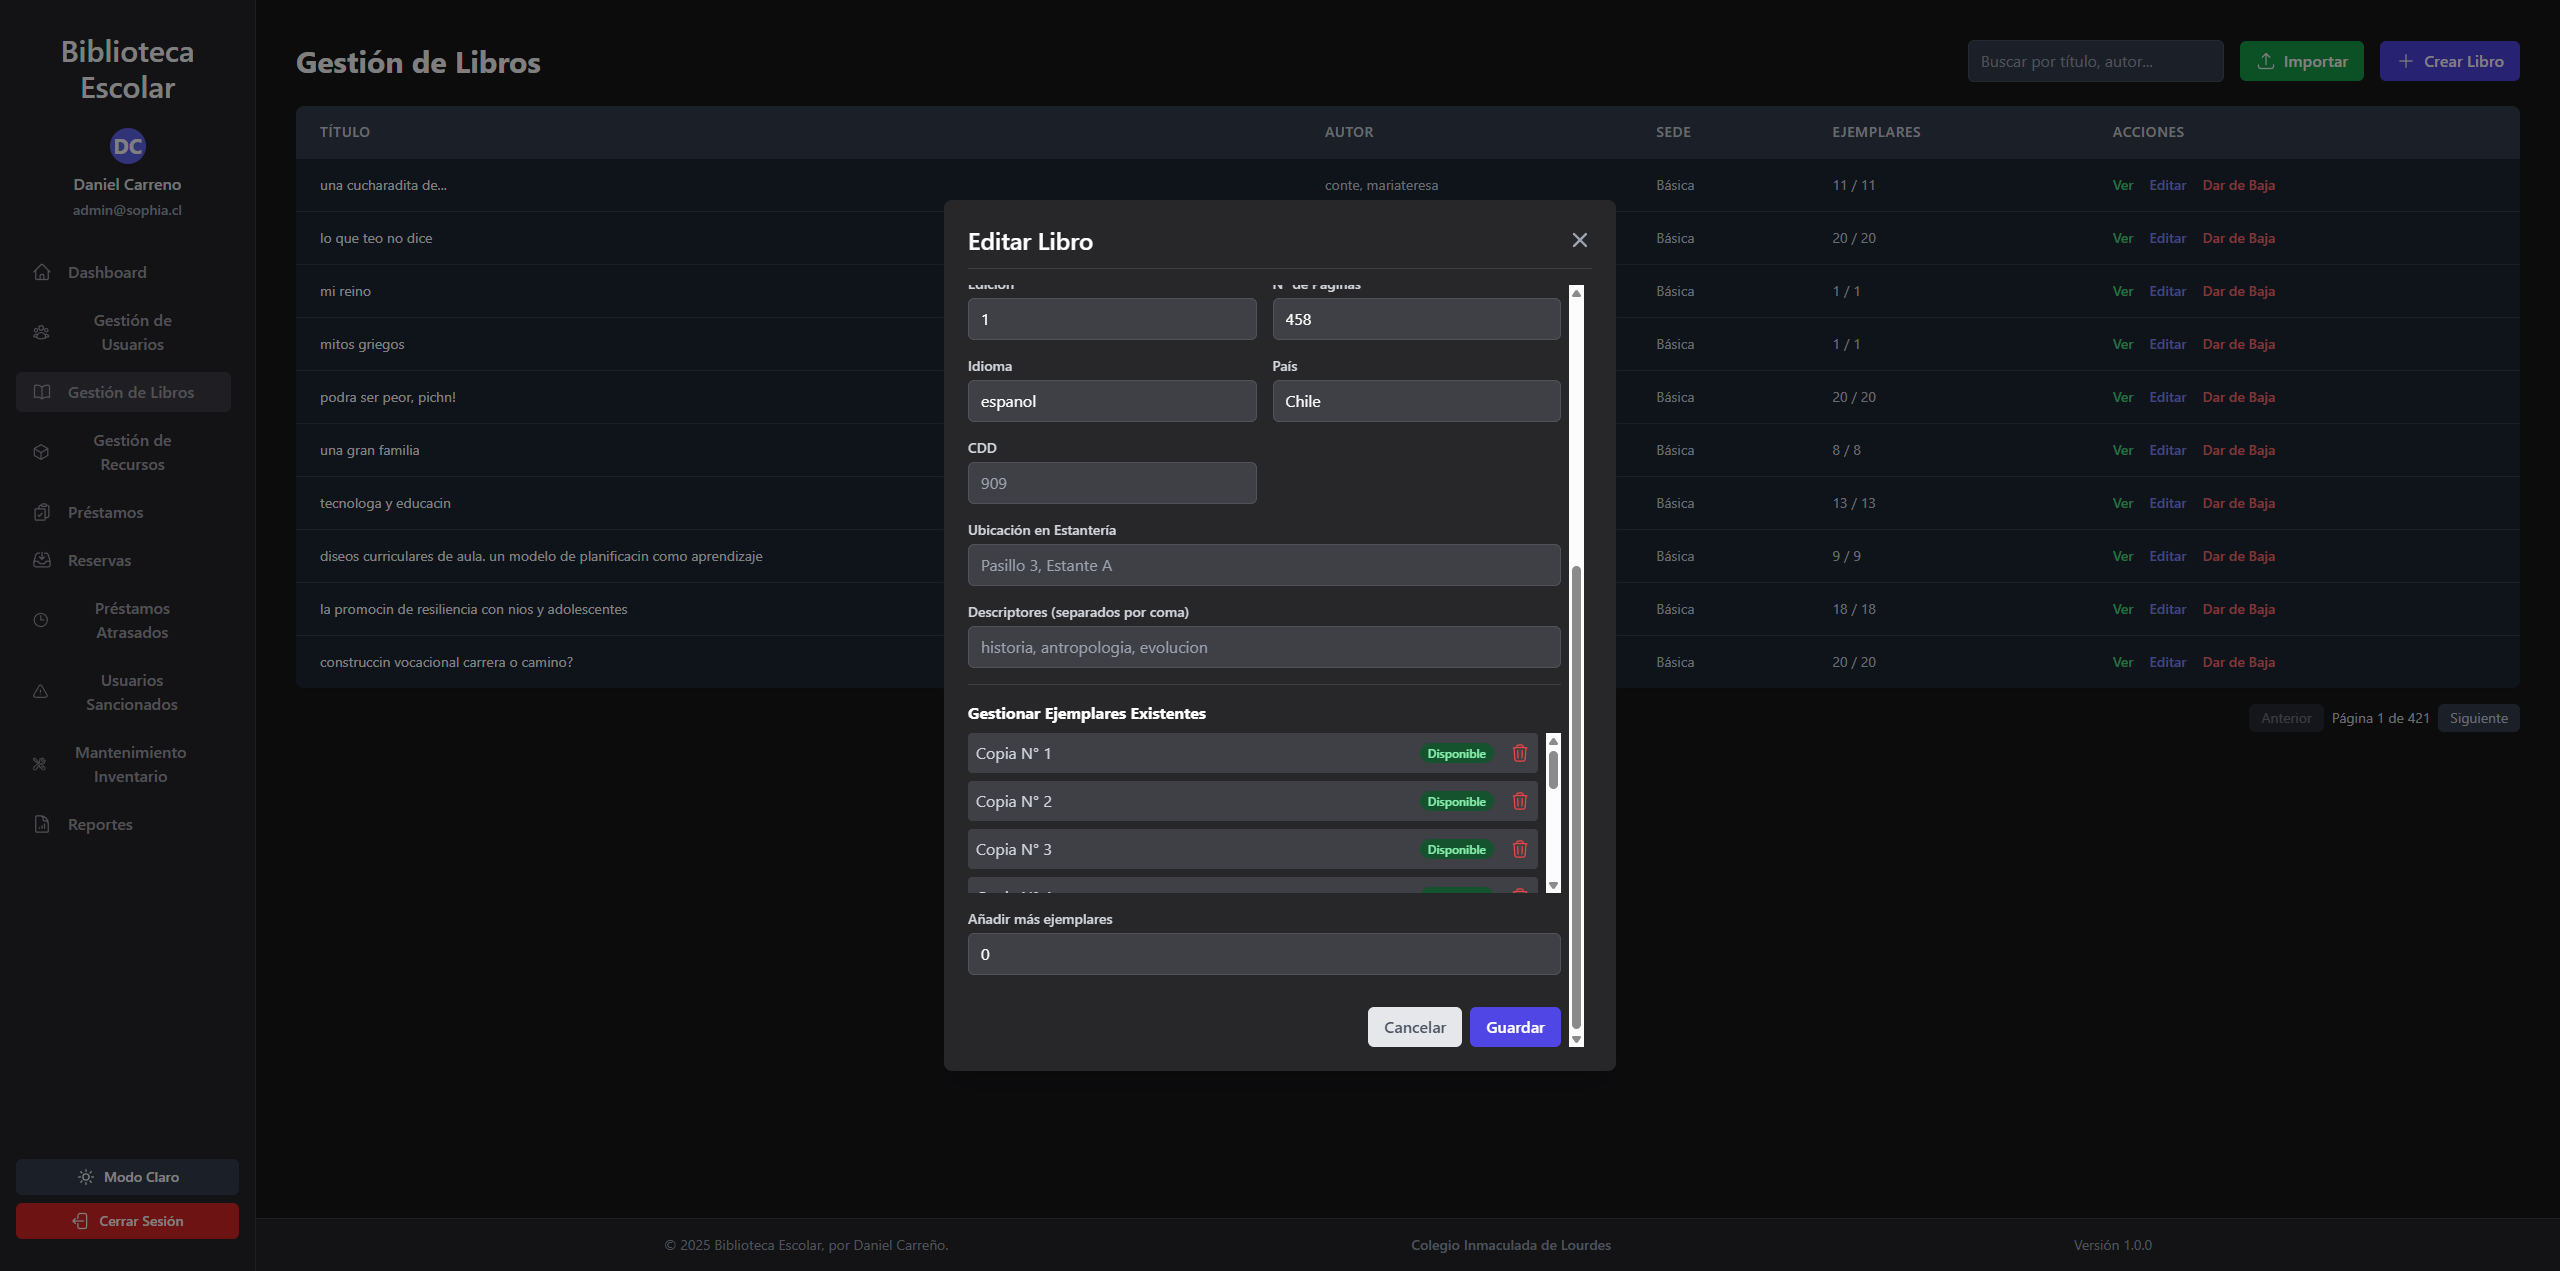 Biblioteca
Escolar
DC
Daniel Carreno
admin@sophia.cl
Dashboard
Gestión de
Usuarios
Gestión de Libros
Gestión de
Recursos
Préstamos
Reservas
Préstamos
Atrasados
Usuarios
Sancionados
Mantenimiento
Inventario
Reportes
Modo Claro
Cerrar Sesión
Gestión de Libros
Buscar por título, autor...
Importar
Crear Libro
TÍTULO AUTOR SEDE EJEMPLARES ACCIONES
una cucharadita de... conte, mariateresa Básica 11 / 11 Ver Editar Dar de Baja
lo que teo no dice Básica 20 / 20 Ver Editar Dar de Baja
mi reino Básica 1 / 1 Ver Editar Dar de Baja
mitos griegos Básica 1 / 1 Ver Editar Dar de Baja
podra ser peor, pichn! Básica 20 / 20 Ver Editar Dar de Baja
una gran familia Básica 8 / 8 Ver Editar Dar de Baja
tecnologa y educacin Básica 13 / 13 Ver Editar Dar de Baja
diseos curriculares de aula. un modelo de planificacin como aprendizaje Básica 9 / 9 Ver Editar Dar de Baja
la promocin de resiliencia con nios y adolescentes Básica 18 / 18 Ver Editar Dar de Baja
construccin vocacional carrera o camino? Básica 20 / 20 Ver Editar Dar de Baja
Anterior Página 1 de 421 Siguiente
Editar Libro
Edición N° de Páginas
1 458
Idioma País
espanol Chile
CDD
909
Ubicación en Estantería
Pasillo 3, Estante A
Descriptores (separados por coma)
historia, antropologia, evolucion
Gestionar Ejemplares Existentes
Copia N° 1 Disponible
Copia N° 2 Disponible
Copia N° 3 Disponible
Añadir más ejemplares
0
Cancelar Guardar
© 2025 Biblioteca Escolar, por Daniel Carreño. Colegio Inmaculada de Lourdes Versión 1.0.0